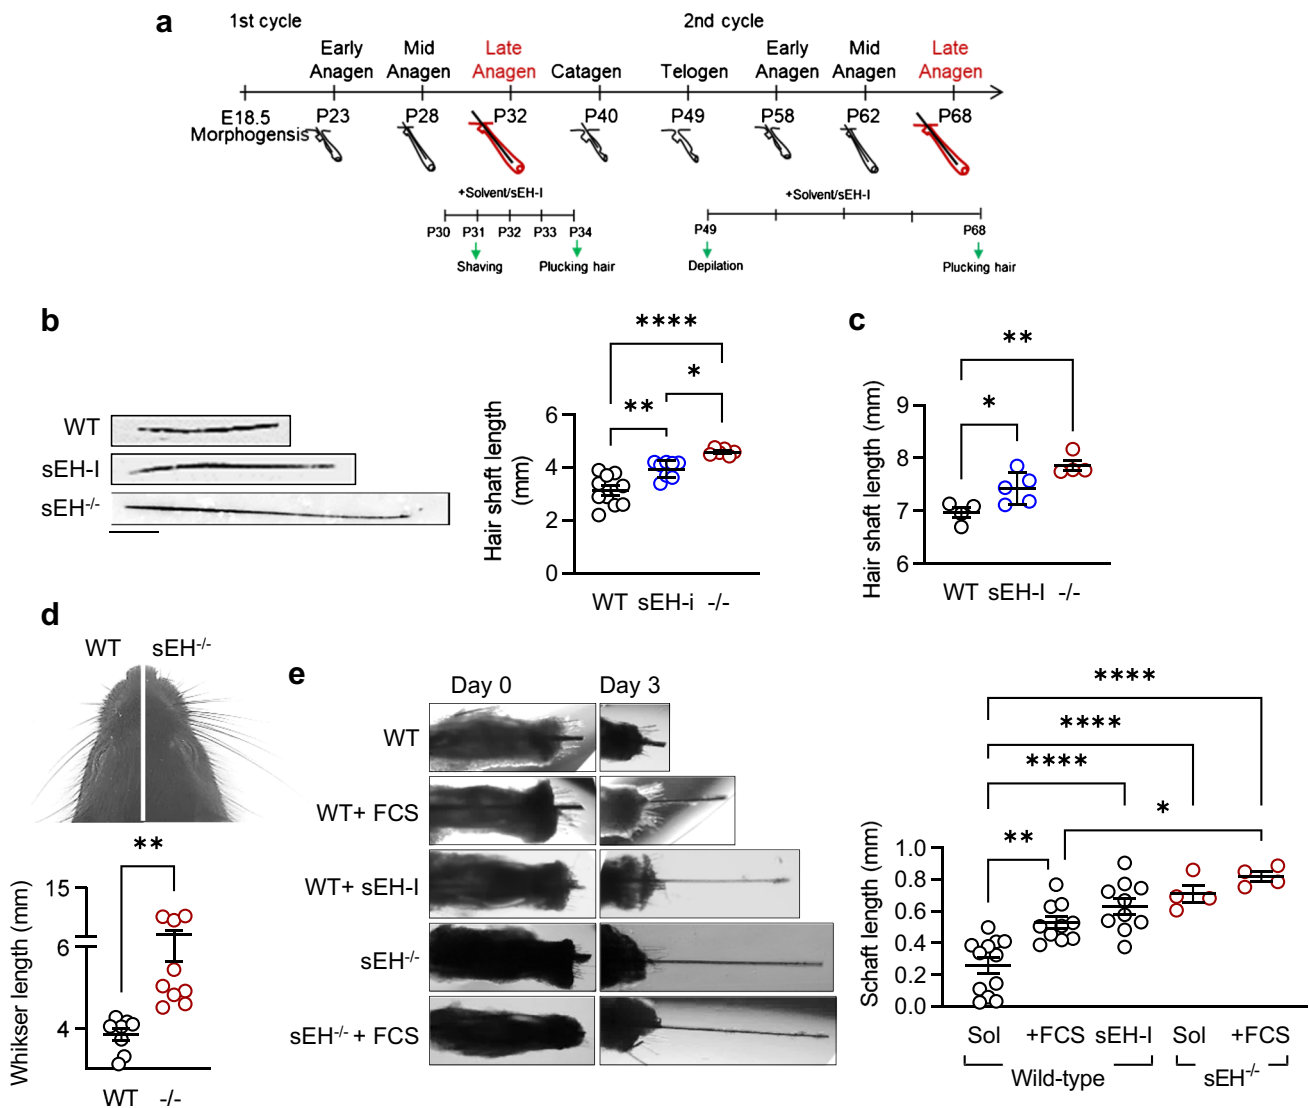 a
1st cycle
2nd cycle
Early Anagen
Mid Anagen
Late Anagen
Catagen
Telogen
Early Anagen
Mid Anagen
Late Anagen
E18.5
Morphogensis
P23
P28
P32
P40
P49
P58
P62
P68
+Solvent/sEH-I
P30
P31
P32
P33
P34
Shaving
Plucking hair
+Solvent/sEH-I
P49
P68
Depilation
Plucking hair
b
WT
sEH-I
sEH-/-
Hair shaft length
(mm)
6
4
2
0
****
**
*
WT sEH-i -/-
c
Hair shaft length (mm)
9
8
7
6
**
*
WT sEH-I -/-
d
WT sEH-/-
**
Whikser length (mm)
15
6
4
WT -/-
e
Day 0 Day 3
WT
WT+ FCS
WT+ sEH-I
sEH-/-
sEH-/- + FCS
****
****
****
*
**
Schaft length (mm)
1.0
0.8
0.6
0.4
0.2
0.0
Sol +FCS sEH-I Sol +FCS
Wild-type sEH-/-